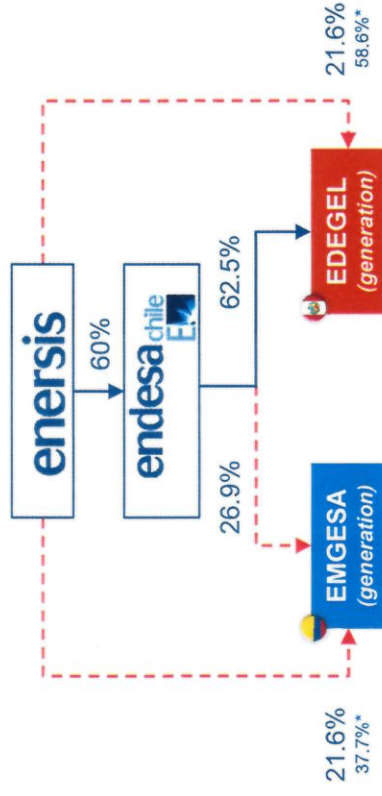 enersis
60%
endesa chile
E
26.9%
62.5%
21.6%
37.7%*
EMGESA
(generation)
EDEGEL
(generation)
21.6%
58.6%*